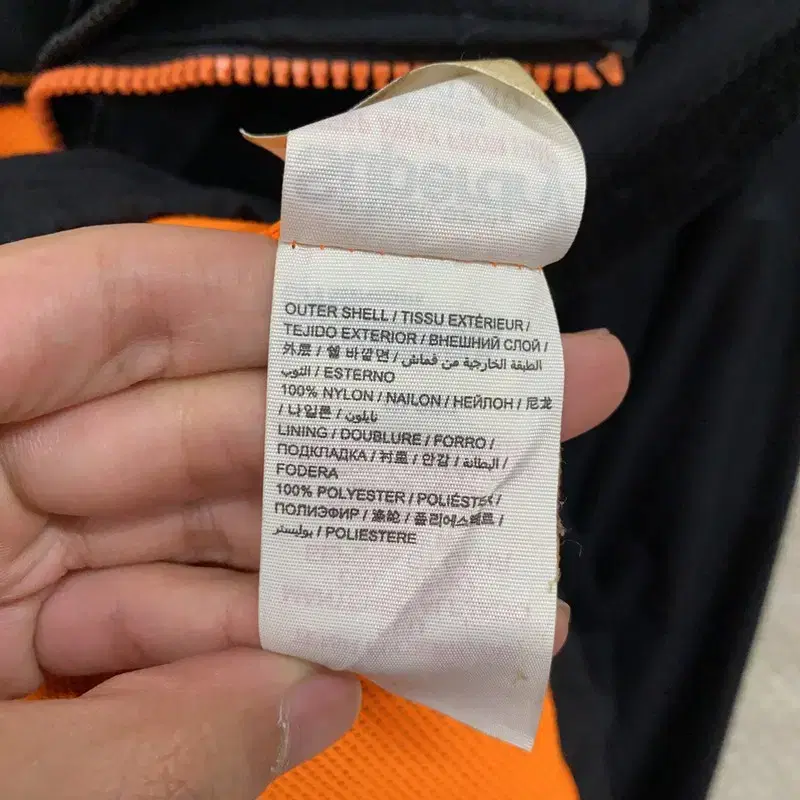 OUTER SHELL / TISSU EXTÉRIEUR /
TEJIDO EXTERIOR / ВНЕШНИЙ СЛОЙ /
外层 / 쉘 바깥면 / الطبقة الخارجية من قماش
الثوب / ESTERNO
100% NYLON / NAILON / НЕЙЛОН / 尼龙
/ 나일론 / نايلون
LINING / DOUBLURE / FORRO /
ПОДКЛАДКА / 衬里 / 안감 / البطانة /
FODERA
100% POLYESTER / POLIÉSTER /
ПОЛИЭФИР / 涤纶 / 폴리에스테르 /
بوليستر / POLIESTERE